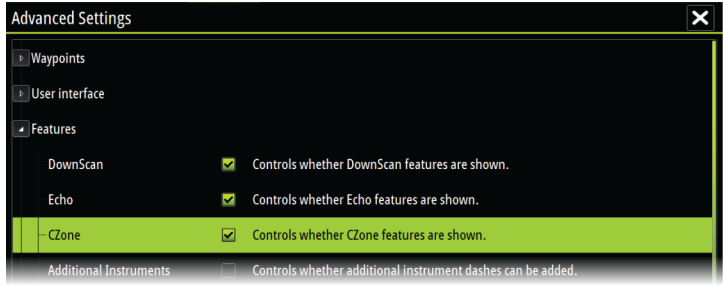 Advanced Settings
Waypoints
User interface
Features
DownScan Controls whether DownScan features are shown.
Echo Controls whether Echo features are shown.
CZone Controls whether CZone features are shown.
Additional Instruments Controls whether additional instrument dashes can be added.